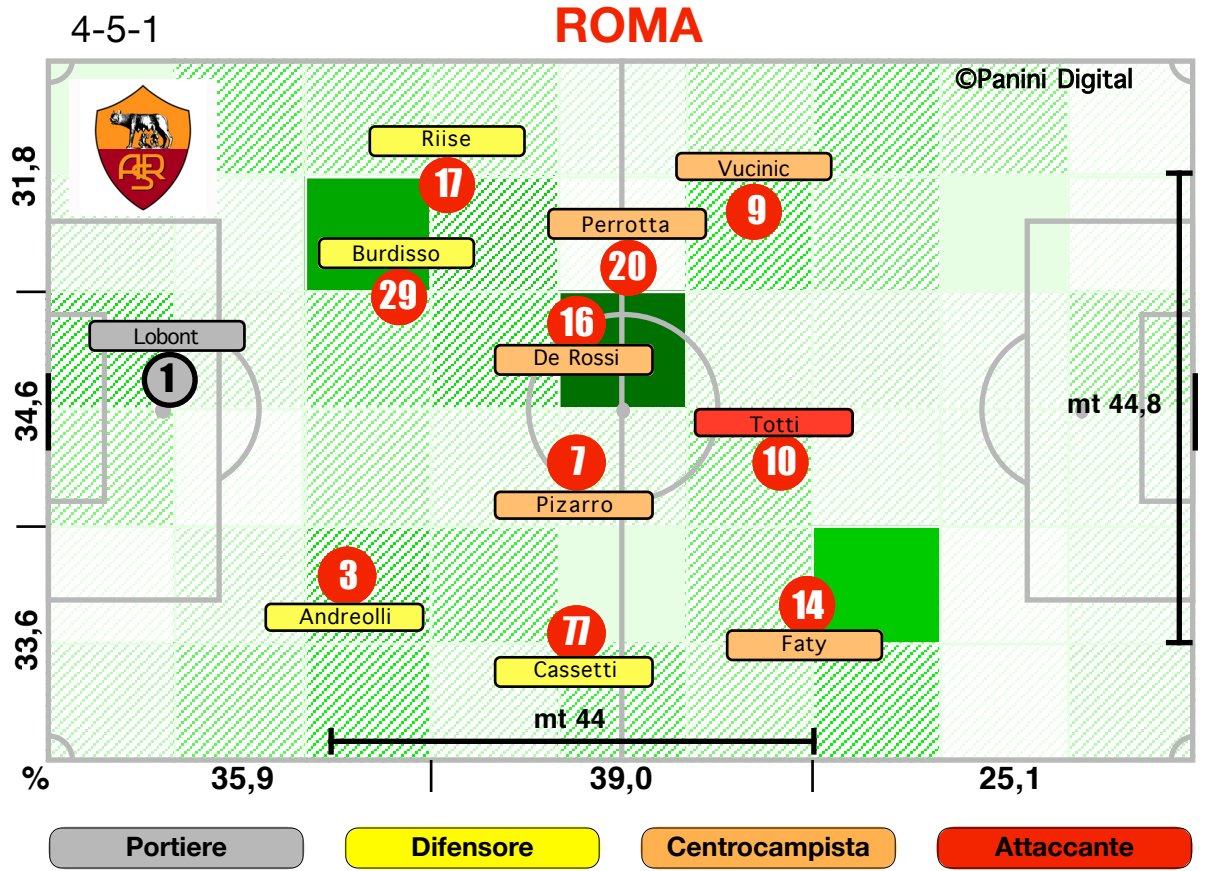 4-5-1
ROMA
©Panini Digital
ASR
31,8
34,6
33,6
Riise
17
Vucinic
9
Perrotta
20
Burdisso
29
16
De Rossi
Lobont
1
mt 44,8
Totti
10
7
Pizarro
3
Andreolli
14
Faty
77
Cassetti
mt 44
%
35,9
39,0
25,1
Portiere
Difensore
Centrocampista
Attaccante